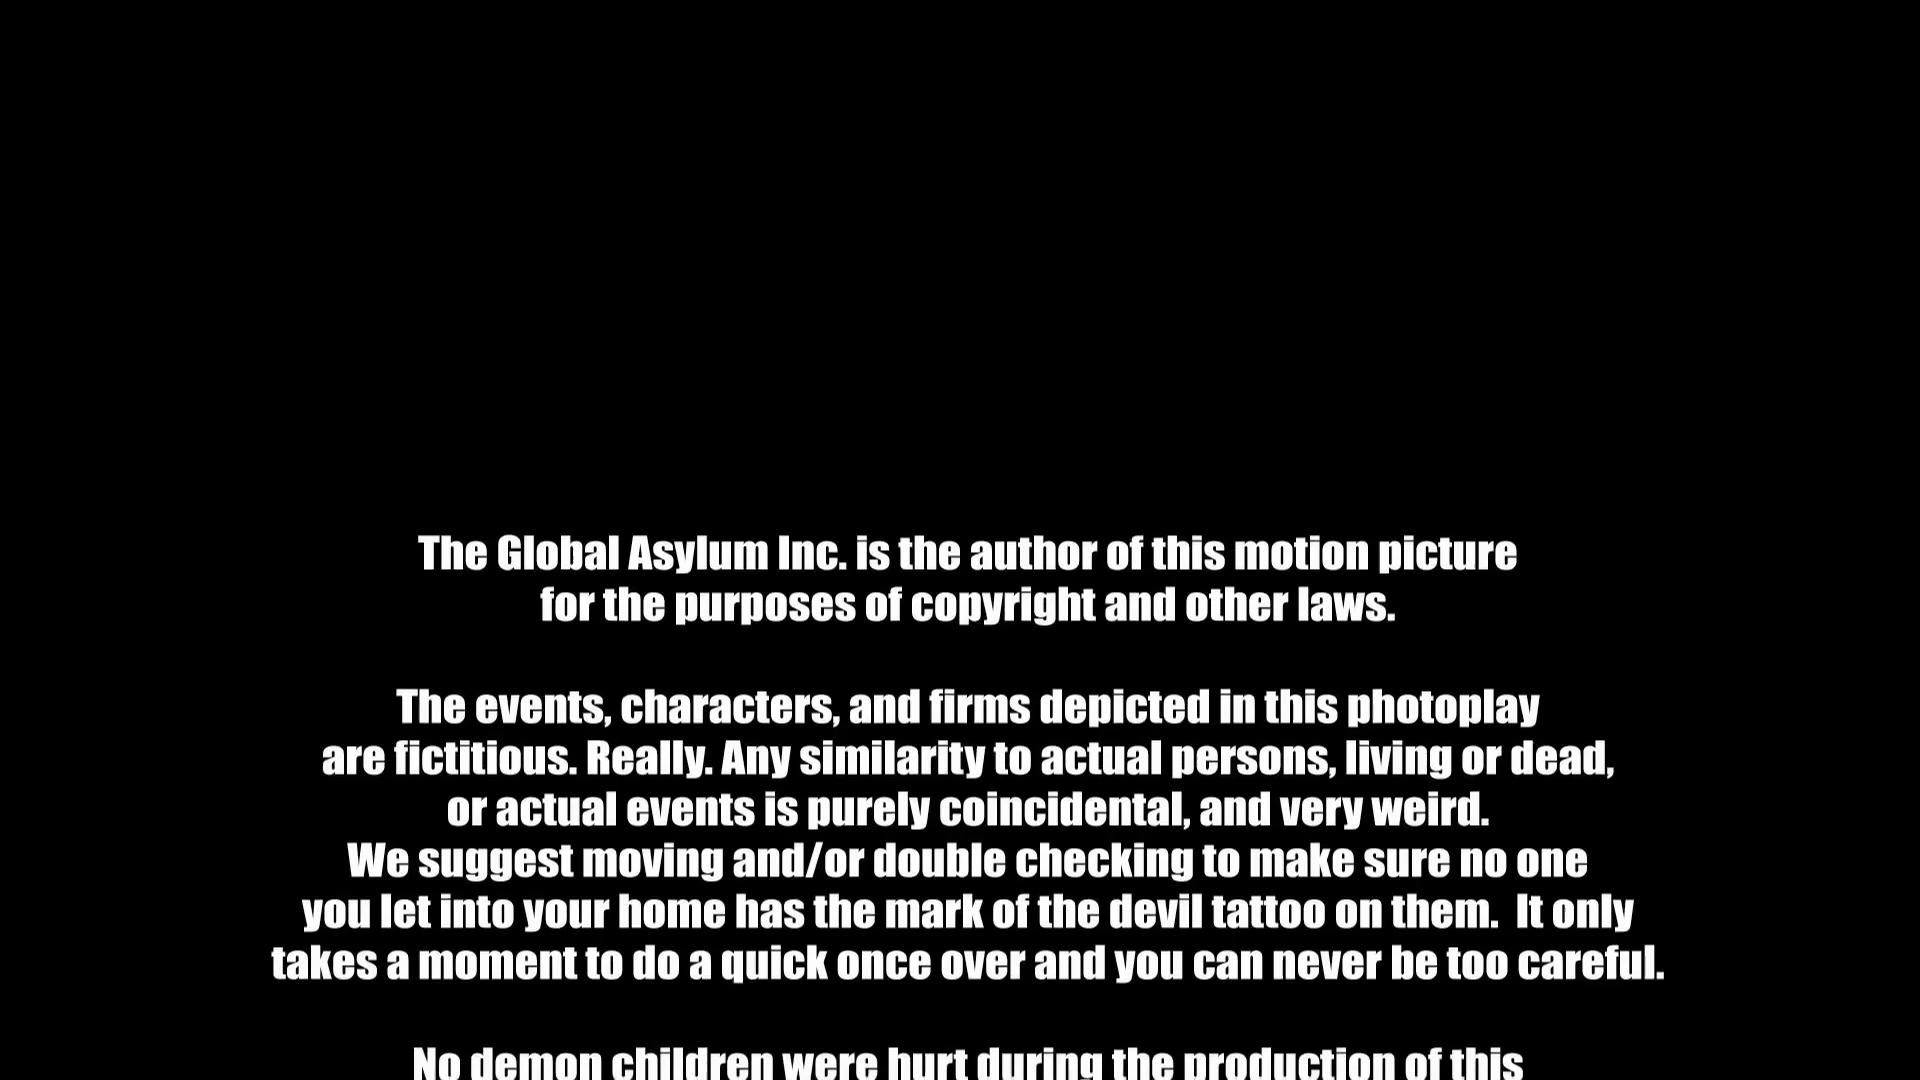 The Global Asylum Inc. is the author of this motion picture
for the purposes of copyright and other laws.
The events, characters, and firms depicted in this photoplay
are fictitious. Really. Any similarity to actual persons, living or dead,
or actual events is purely coincidental, and very weird.
We suggest moving and/or double checking to make sure no one
you let into your home has the mark of the devil tattoo on them.  It only
takes a moment to do a quick once over and you can never be too careful.
No demon children were hurt during the production of this